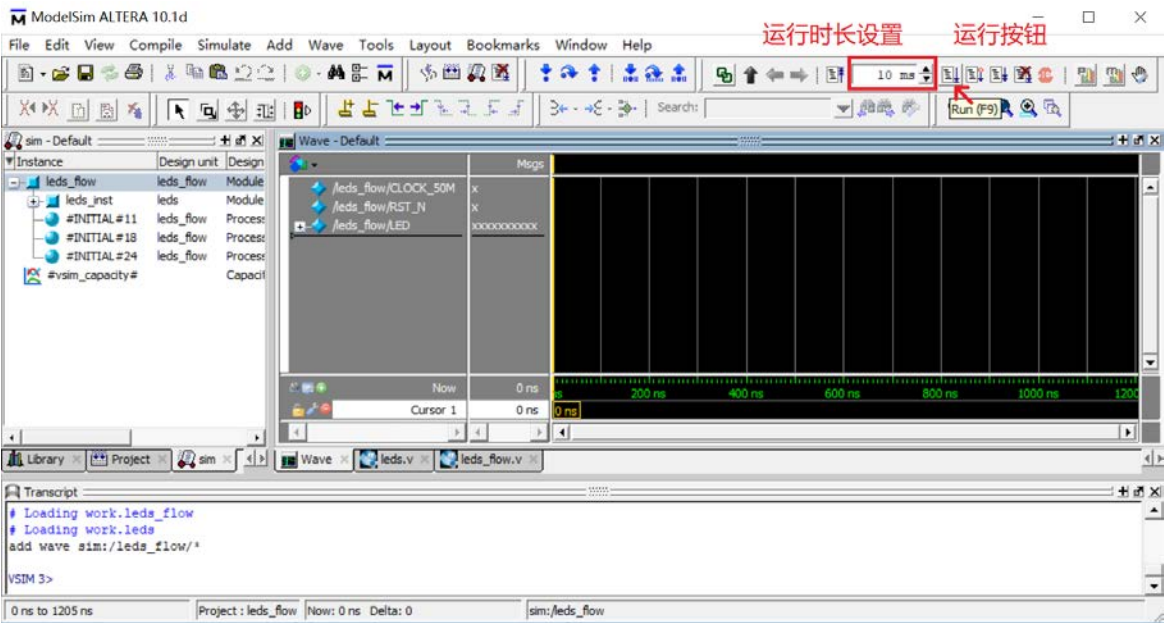 ModelSim ALTERA 10.1d
File Edit View Compile Simulate Add Wave Tools Layout Bookmarks Window Help
运行时长设置 运行按钮
10 ms
Search:
Run (F9)
sim - Default
Instance Design unit Design
leds_flow leds_flow Module
leds_inst leds Module
#INITIAL#11 leds_flow Process
#INITIAL#18 leds_flow Process
#INITIAL#24 leds_flow Process
#vsim_capacity# Capacit
Wave - Default
Msgs
/leds_flow/CLOCK_50M x
/leds_flow/RST_N x
/leds_flow/LED xxxxxxxxxx
Now 0 ns
Cursor 1 0 ns
ns 200 ns 400 ns 600 ns 800 ns 1000 ns 1200
0 ns
Library Project sim
Wave leds.v leds_flow.v
Transcript
# Loading work.leds_flow
# Loading work.leds
add wave sim:/leds_flow/*
VSIM 3>
0 ns to 1205 ns Project : leds_flow Now: 0 ns Delta: 0 sim:/leds_flow